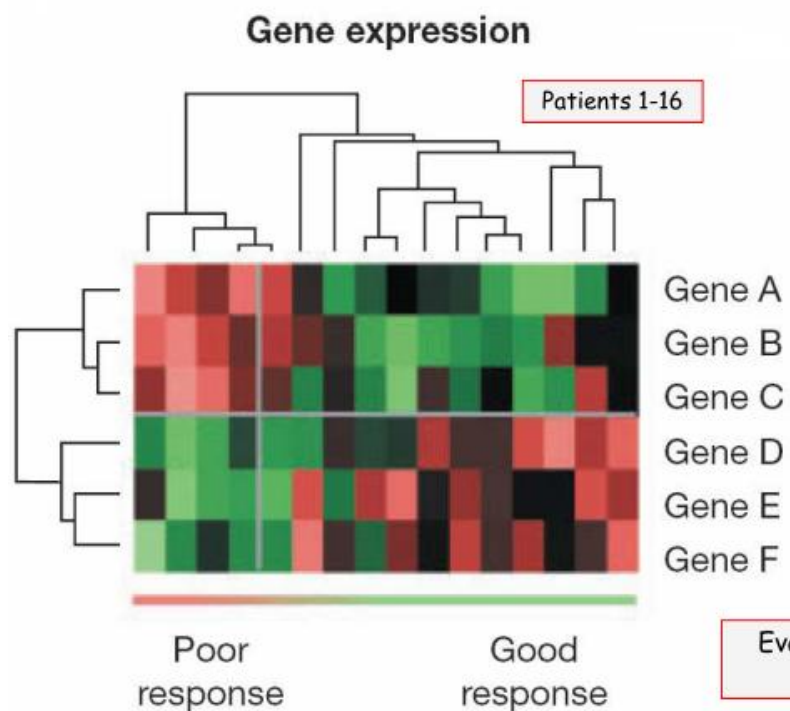 Gene expression
Patients 1-16
Gene A
Gene B
Gene C
Gene D
Gene E
Gene F
Poor
response
Good
response